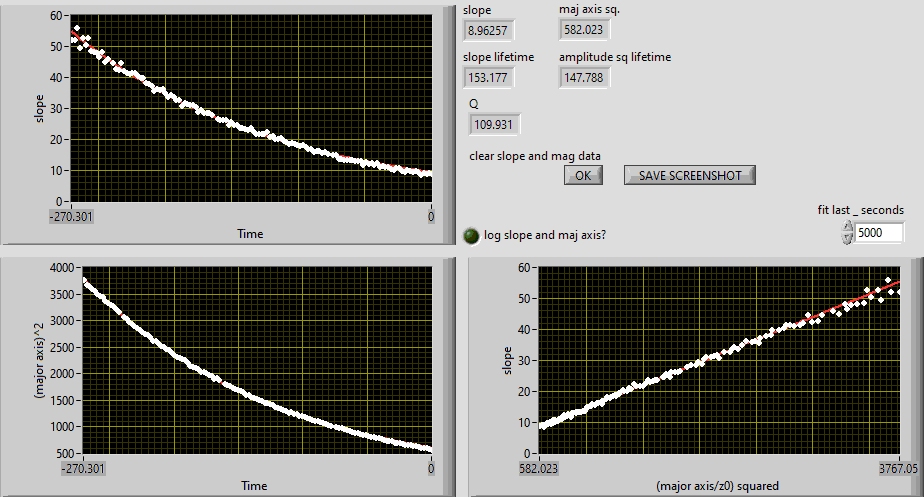 60
50
40
30
20
10
0
slope
-270.301
0
Time
slope
maj axis sq.
8.96257
582.023
slope lifetime
amplitude sq lifetime
153.177
147.788
Q
109.931
clear slope and mag data
OK
SAVE SCREENSHOT
fit last _ seconds
log slope and maj axis?
5000
4000
3500
3000
2500
2000
1500
1000
500
(major axis)^2
-270.301
0
Time
60
50
40
30
20
10
0
slope
582.023
3767.05
(major axis/z0) squared